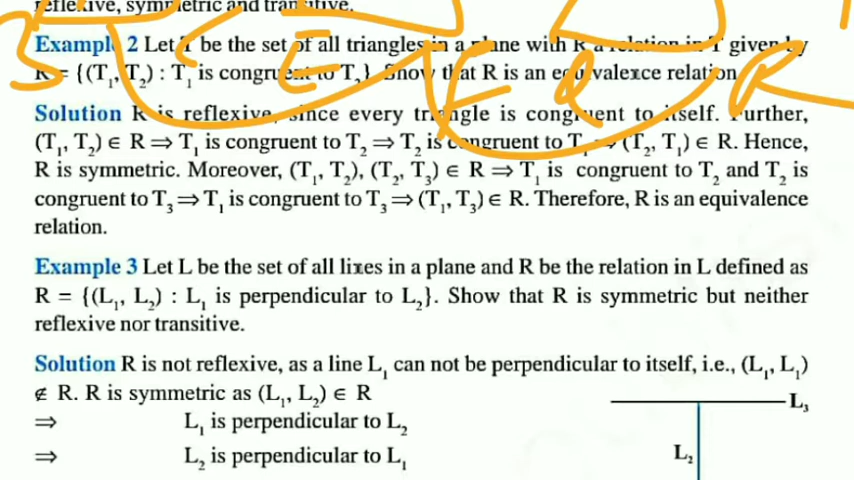 reflexive, symmetric and transitive.
Example 2 Let T be the set of all triangles in a plane with R a relation in T given by
R = {(T₁, T₂) : T₁ is congruent to T₂}. Show that R is an equivalence relation.
Solution R is reflexive, since every triangle is congruent to itself. Further,
(T₁, T₂) ∈ R ⇒ T₁ is congruent to T₂ ⇒ T₂ is congruent to T₁ ⇒ (T₂, T₁) ∈ R. Hence,
R is symmetric. Moreover, (T₁, T₂), (T₂, T₃) ∈ R ⇒ T₁ is congruent to T₂ and T₂ is
congruent to T₃ ⇒ T₁ is congruent to T₃ ⇒ (T₁, T₃) ∈ R. Therefore, R is an equivalence
relation.
Example 3 Let L be the set of all lines in a plane and R be the relation in L defined as
R = {(L₁, L₂) : L₁ is perpendicular to L₂}. Show that R is symmetric but neither
reflexive nor transitive.
Solution R is not reflexive, as a line L₁ can not be perpendicular to itself, i.e., (L₁, L₁)
∉ R. R is symmetric as (L₁, L₂) ∈ R
⇒ L₁ is perpendicular to L₂
⇒ L₂ is perpendicular to L₁
L₃
L₂